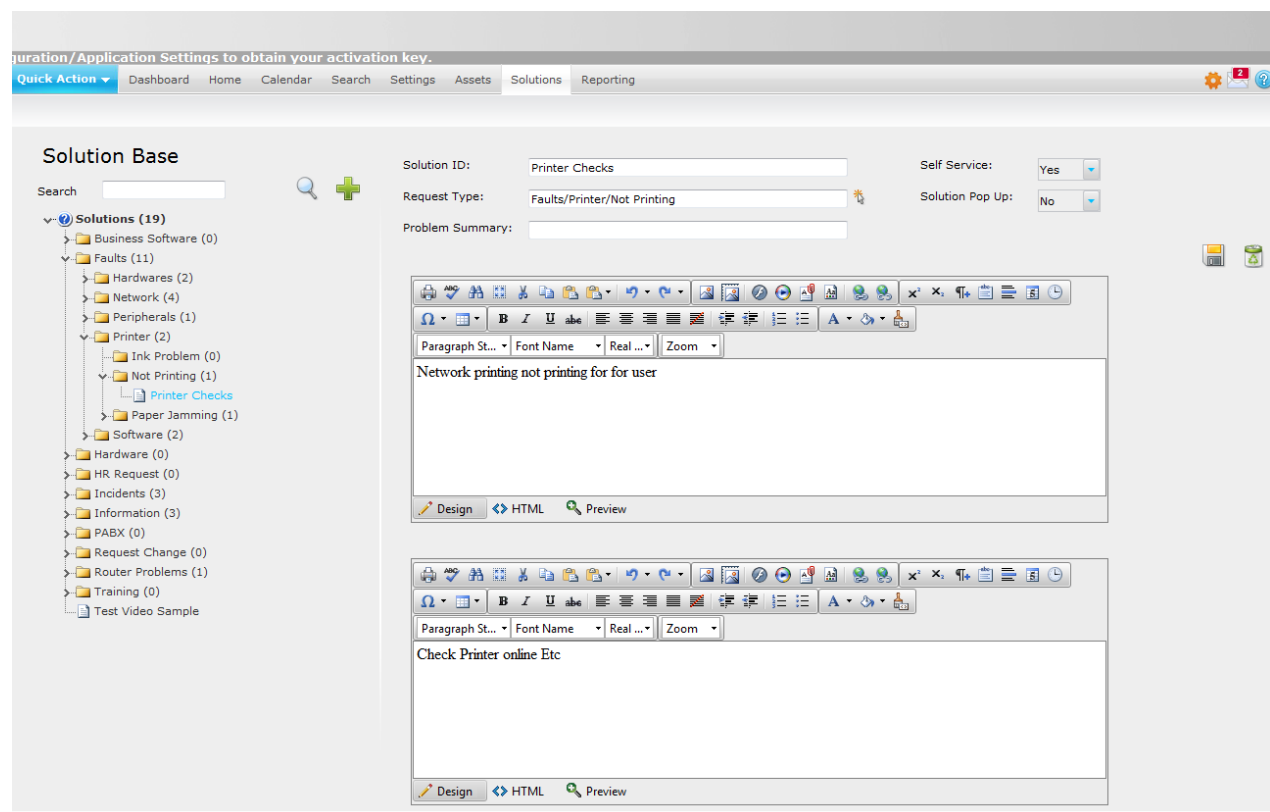 guration/Application Settings to obtain your activation key.
Quick Action Dashboard Home Calendar Search Settings Assets Solutions Reporting 2
Solution Base
Search
Solutions (19)
Business Software (0)
Faults (11)
Hardwares (2)
Network (4)
Peripherals (1)
Printer (2)
Ink Problem (0)
Not Printing (1)
Printer Checks
Paper Jamming (1)
Software (2)
Hardware (0)
HR Request (0)
Incidents (3)
Information (3)
PABX (0)
Request Change (0)
Router Problems (1)
Training (0)
Test Video Sample
Solution ID: Printer Checks Self Service: Yes
Request Type: Faults/Printer/Not Printing Solution Pop Up: No
Problem Summary:
Paragraph St... Font Name Real ... Zoom
Network printing not printing for for user
Design HTML Preview
Paragraph St... Font Name Real ... Zoom
Check Printer online Etc
Design HTML Preview